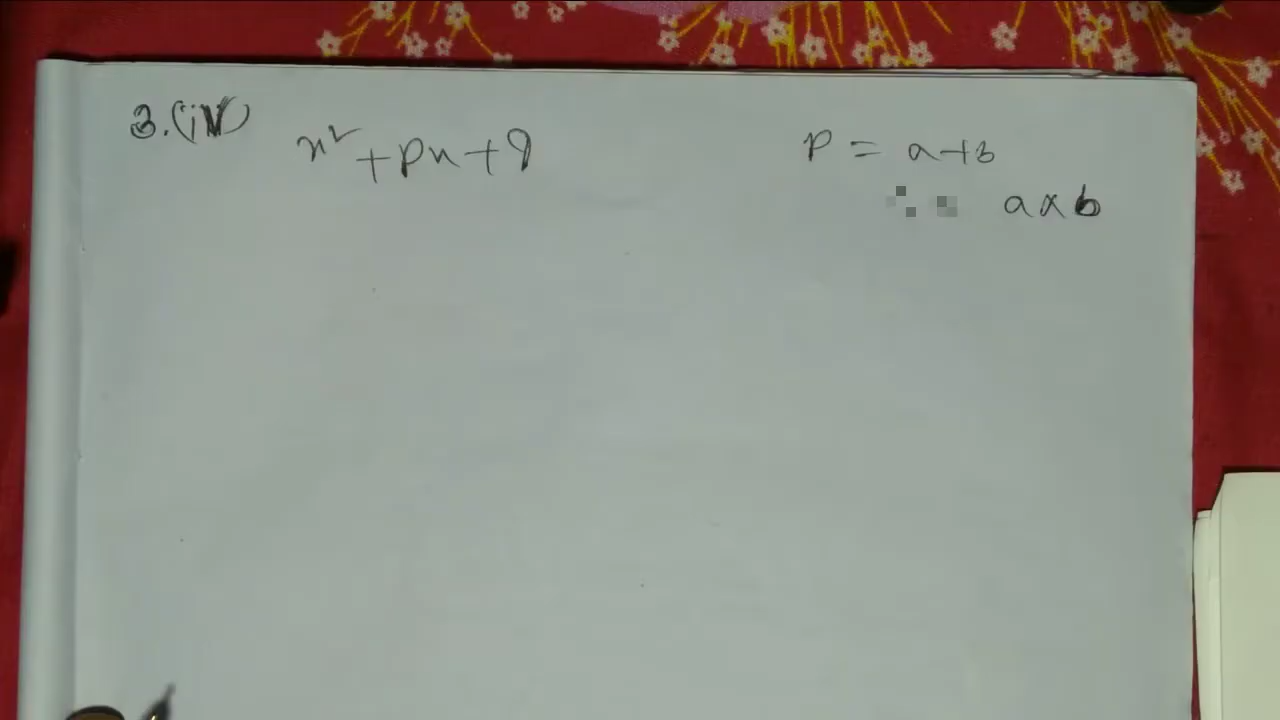 3.(iv)
x² + px + q
p = a+b
a x b